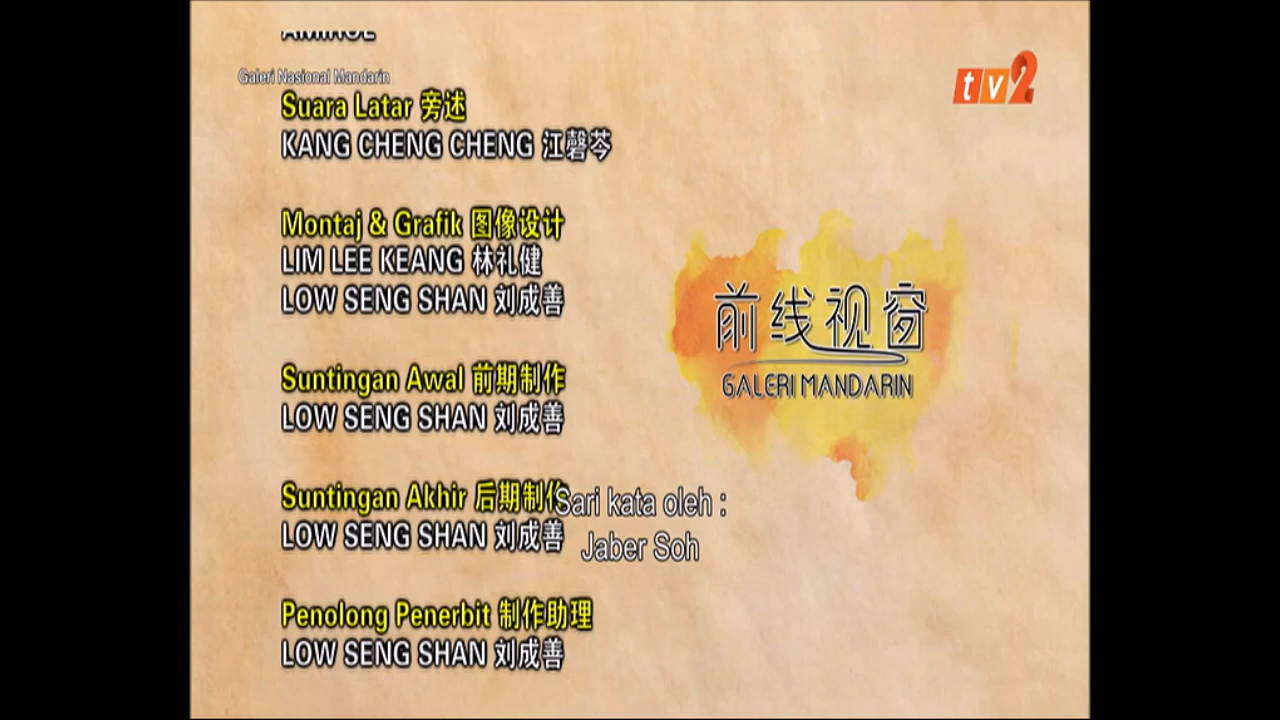 Galeri Nasional Mandarin
Suara Latar 旁述
KANG CHENG CHENG 江磬芩
Montaj & Grafik 图像设计
LIM LEE KEANG 林礼健
LOW SENG SHAN 刘成善
Suntingan Awal 前期制作
LOW SENG SHAN 刘成善
Suntingan Akhir 后期制作
LOW SENG SHAN 刘成善
Penolong Penerbit 制作助理
LOW SENG SHAN 刘成善
tv2
前线视窗
GALERI MANDARIN
Sari kata oleh :
Jaber Soh